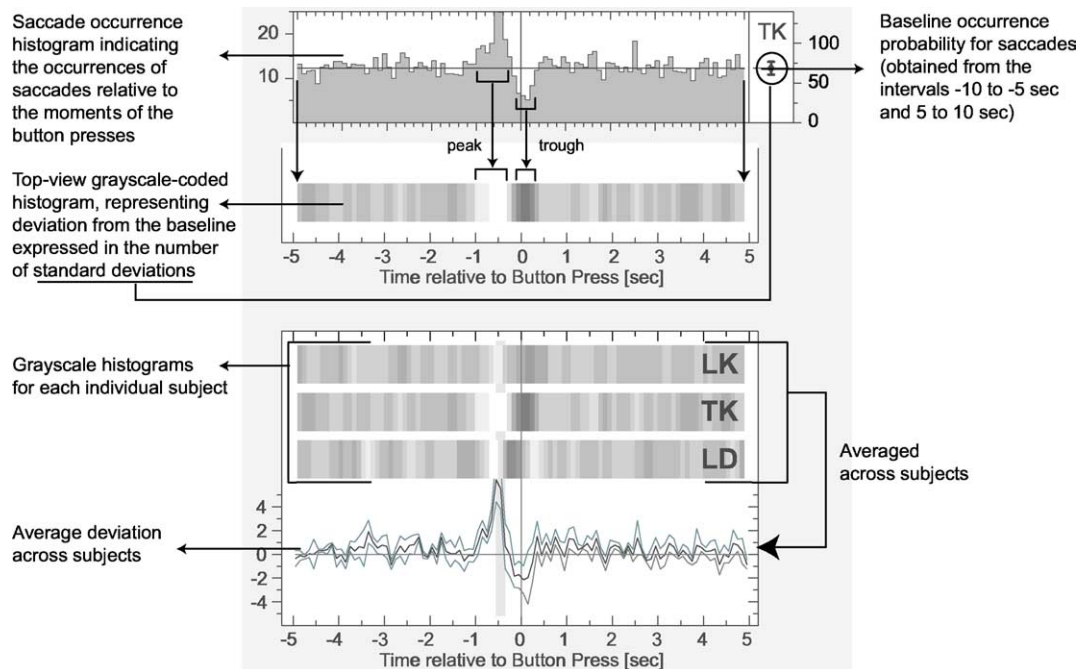 Saccade occurrence
histogram indicating
the occurrences of
saccades relative to
the moments of the
button presses
20
10
TK
100
50
0
Baseline occurrence
probability for saccades
(obtained from the
intervals -10 to -5 sec
and 5 to 10 sec)
peak
trough
Top-view grayscale-coded
histogram, representing
deviation from the baseline
expressed in the number
of standard deviations
-5 -4 -3 -2 -1 0 1 2 3 4 5
Time relative to Button Press [sec]
Grayscale histograms
for each individual subject
LK
TK
LD
Averaged
across subjects
Average deviation
across subjects
4
2
0
-2
-4
-5 -4 -3 -2 -1 0 1 2 3 4 5
Time relative to Button Press [sec]